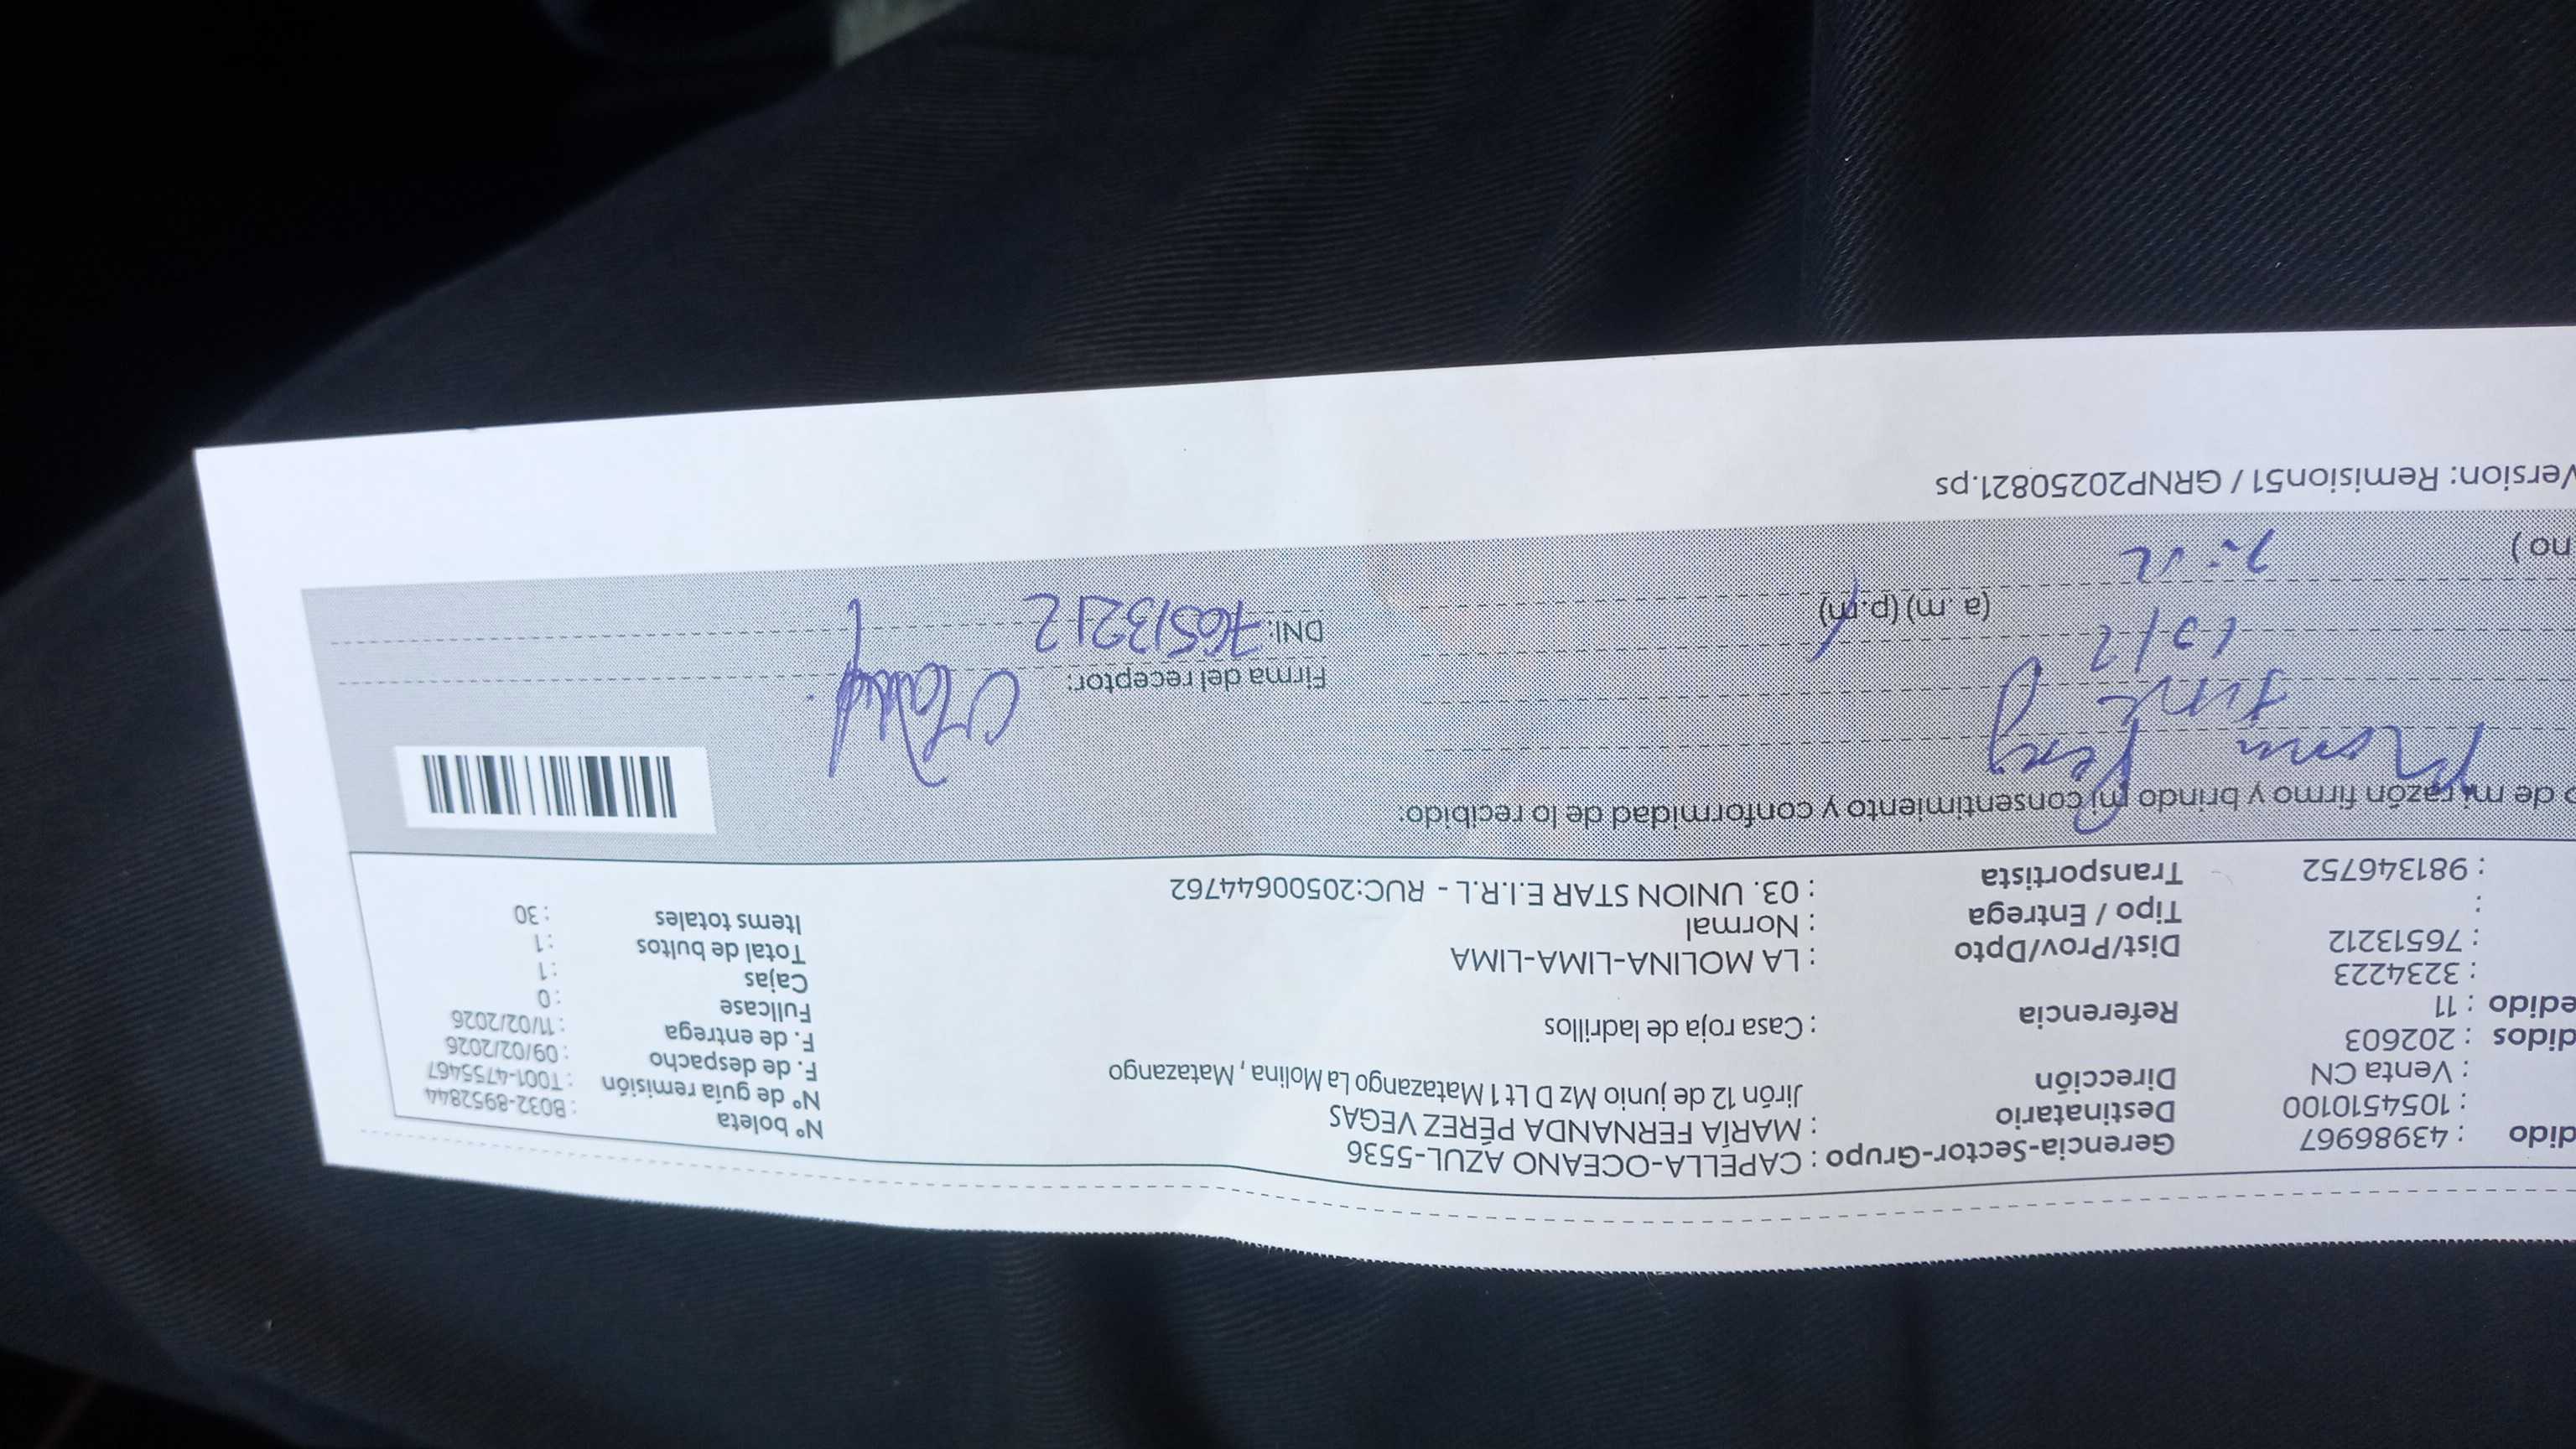 dido : 43986967 Gerencia-Sector-Grupo : CAPELLA-OCEANO AZUL-5536
: 105451010​0 Destinatario : MARÍA FERNANDA PÉREZ VEGAS
: Venta CN Dirección Jirón 12 de junio Mz D Lt 1 Matazango La Molina , Matazango
didos : 202603
edido : 11 Referencia : Casa roja de ladrillos
: 3234223
: 76513212 Dist/Prov/Dpto : LA MOLINA-LIMA-LIMA
: Tipo / Entrega : Normal
: 981346752 Transportista : 03. UNION STAR E.I.R.L - RUC:20500644762
Nº boleta : B032-8952844
Nº de guía remisión : T001-4755467
F. de despacho : 09/02/2026
F. de entrega : 11/02/2026
Fullcase : 0
Cajas : 1
Total de bultos : 1
Items totales : 30
o de mi razón firmo y brindo mi consentimiento y conformidad de lo recibido:
Pérez
(a. m) (p.m)
no )
Firma del receptor:
DNI: 76513212
Version: Remision51 / GRNP20250821.ps